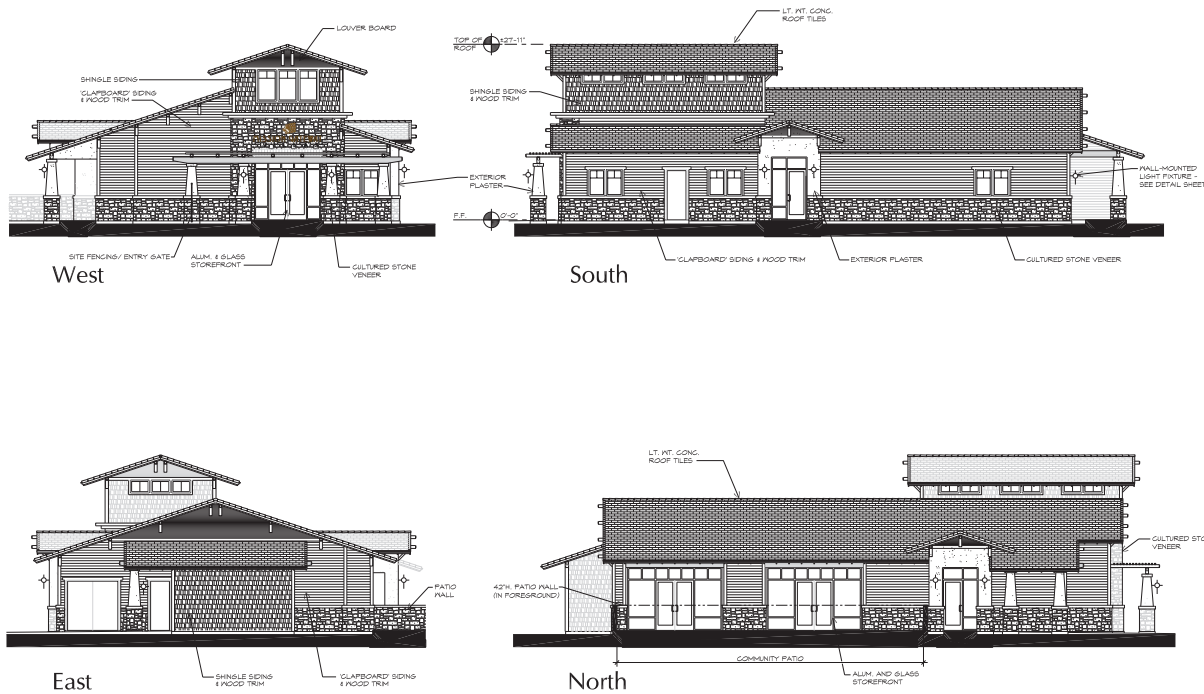 LOUVER BOARD
SHINGLE SIDING
'CLAPBOARD' SIDING
& WOOD TRIM
EXTERIOR
PLASTER
SITE FENCING/ ENTRY GATE
ALUM. & GLASS
STOREFRONT
CULTURED STONE
VENEER
West
LT. WT. CONC.
ROOF TILES
TOP OF
ROOF
±27'-11"
SHINGLE SIDING
& WOOD TRIM
WALL-MOUNTED
LIGHT FIXTURE -
SEE DETAIL SHEET
F.F.
0'-0"
'CLAPBOARD' SIDING & WOOD TRIM
EXTERIOR PLASTER
CULTURED STONE VENEER
South
PATIO
WALL
SHINGLE SIDING
& WOOD TRIM
'CLAPBOARD' SIDING
& WOOD TRIM
East
LT. WT. CONC.
ROOF TILES
CULTURED STO
VENEER
42"H. PATIO WALL
(IN FOREGROUND)
COMMUNITY PATIO
ALUM. AND GLASS
STOREFRONT
North